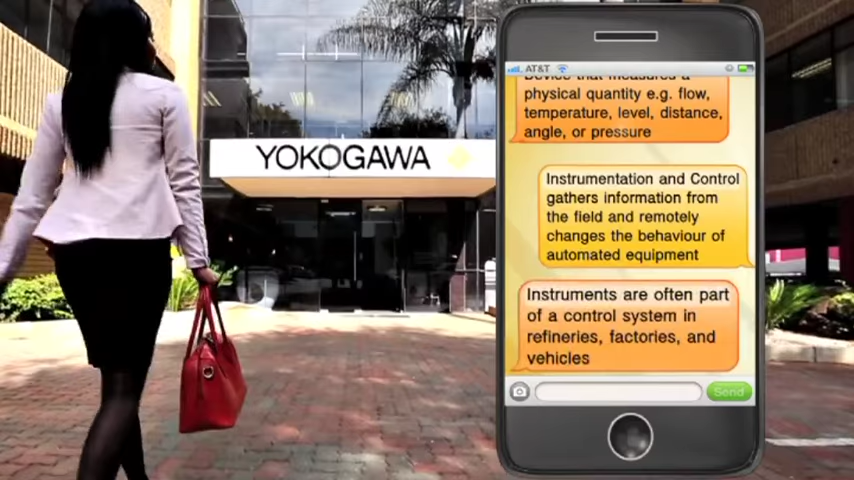 YOKOGAWA
AT&T
Device that measures a
physical quantity e.g. flow,
temperature, level, distance,
angle, or pressure
Instrumentation and Control
gathers information from
the field and remotely
changes the behaviour of
automated equipment
Instruments are often part
of a control system in
refineries, factories, and
vehicles
Send